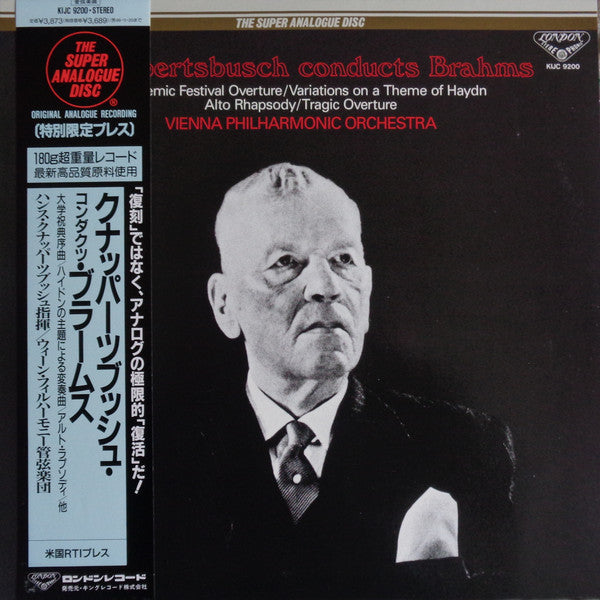 KIJC 9200・STEREO
THE SUPER ANALOGUE DISC
THE
SUPER
ANALOGUE
DISC
ORIGINAL ANALOGUE RECORDING
〔特別限定プレス〕
180g超重量レコード
最新高品質原料使用
LONDON
KIJC 9200
bertsbusch conducts Brahms
emic Festival Overture/Variations on a Theme of Haydn
Alto Rhapsody/Tragic Overture
VIENNA PHILHARMONIC ORCHESTRA
「復刻」ではなく、アナログの極限的「復活」だ!
クナッパーツブッシュ・
コンダクツ・ブラームス
大学祝典序曲/ハイドンの主題による変奏曲/アルト・ラプソディ/他
ハンス・クナッパーツブッシュ指揮/ウィーン・フィルハーモニー管弦楽団
米国RTIプレス
LONDON
ロンドンレコード
発売元・キングレコード株式会社